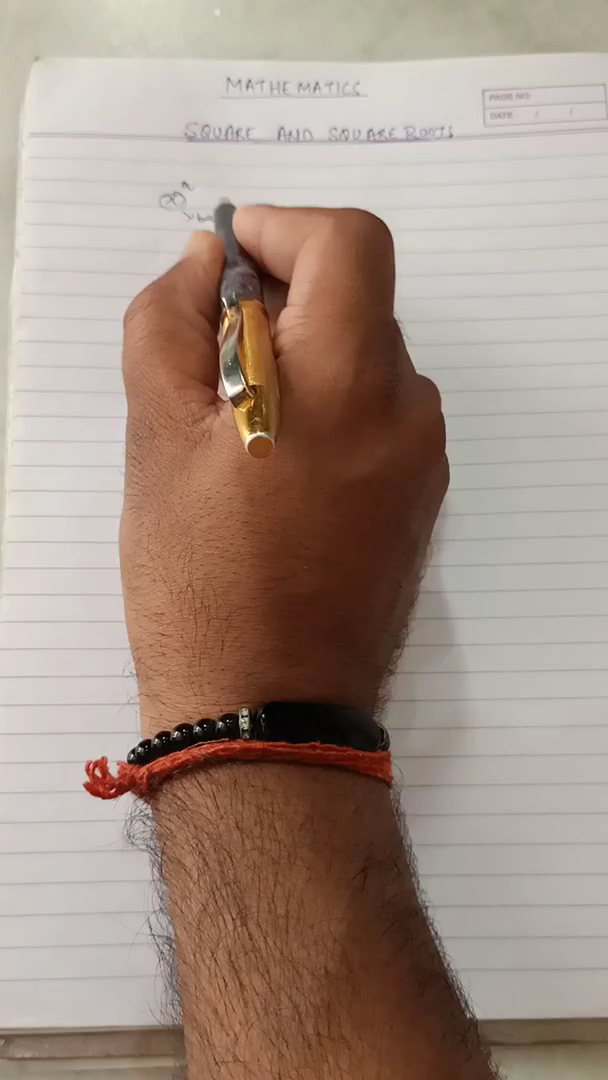 MATHEMATICS
PAGE NO:
DATE: / /
SQUARE AND SQUARE ROOTS